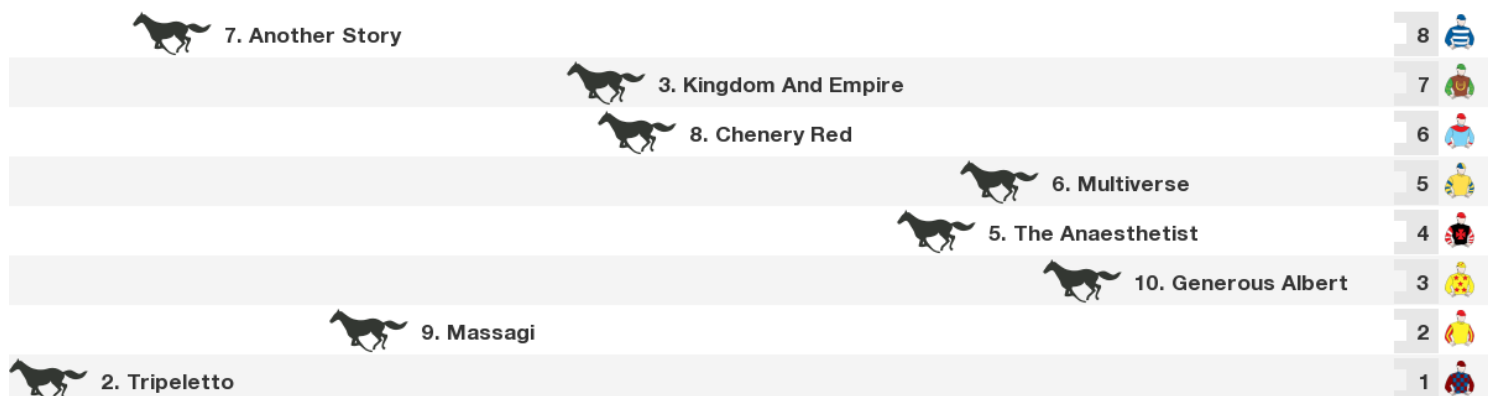 7. Another Story 8
3. Kingdom And Empire 7
8. Chenery Red 6
6. Multiverse 5
5. The Anaesthetist 4
10. Generous Albert 3
9. Massagi 2
2. Tripeletto 1